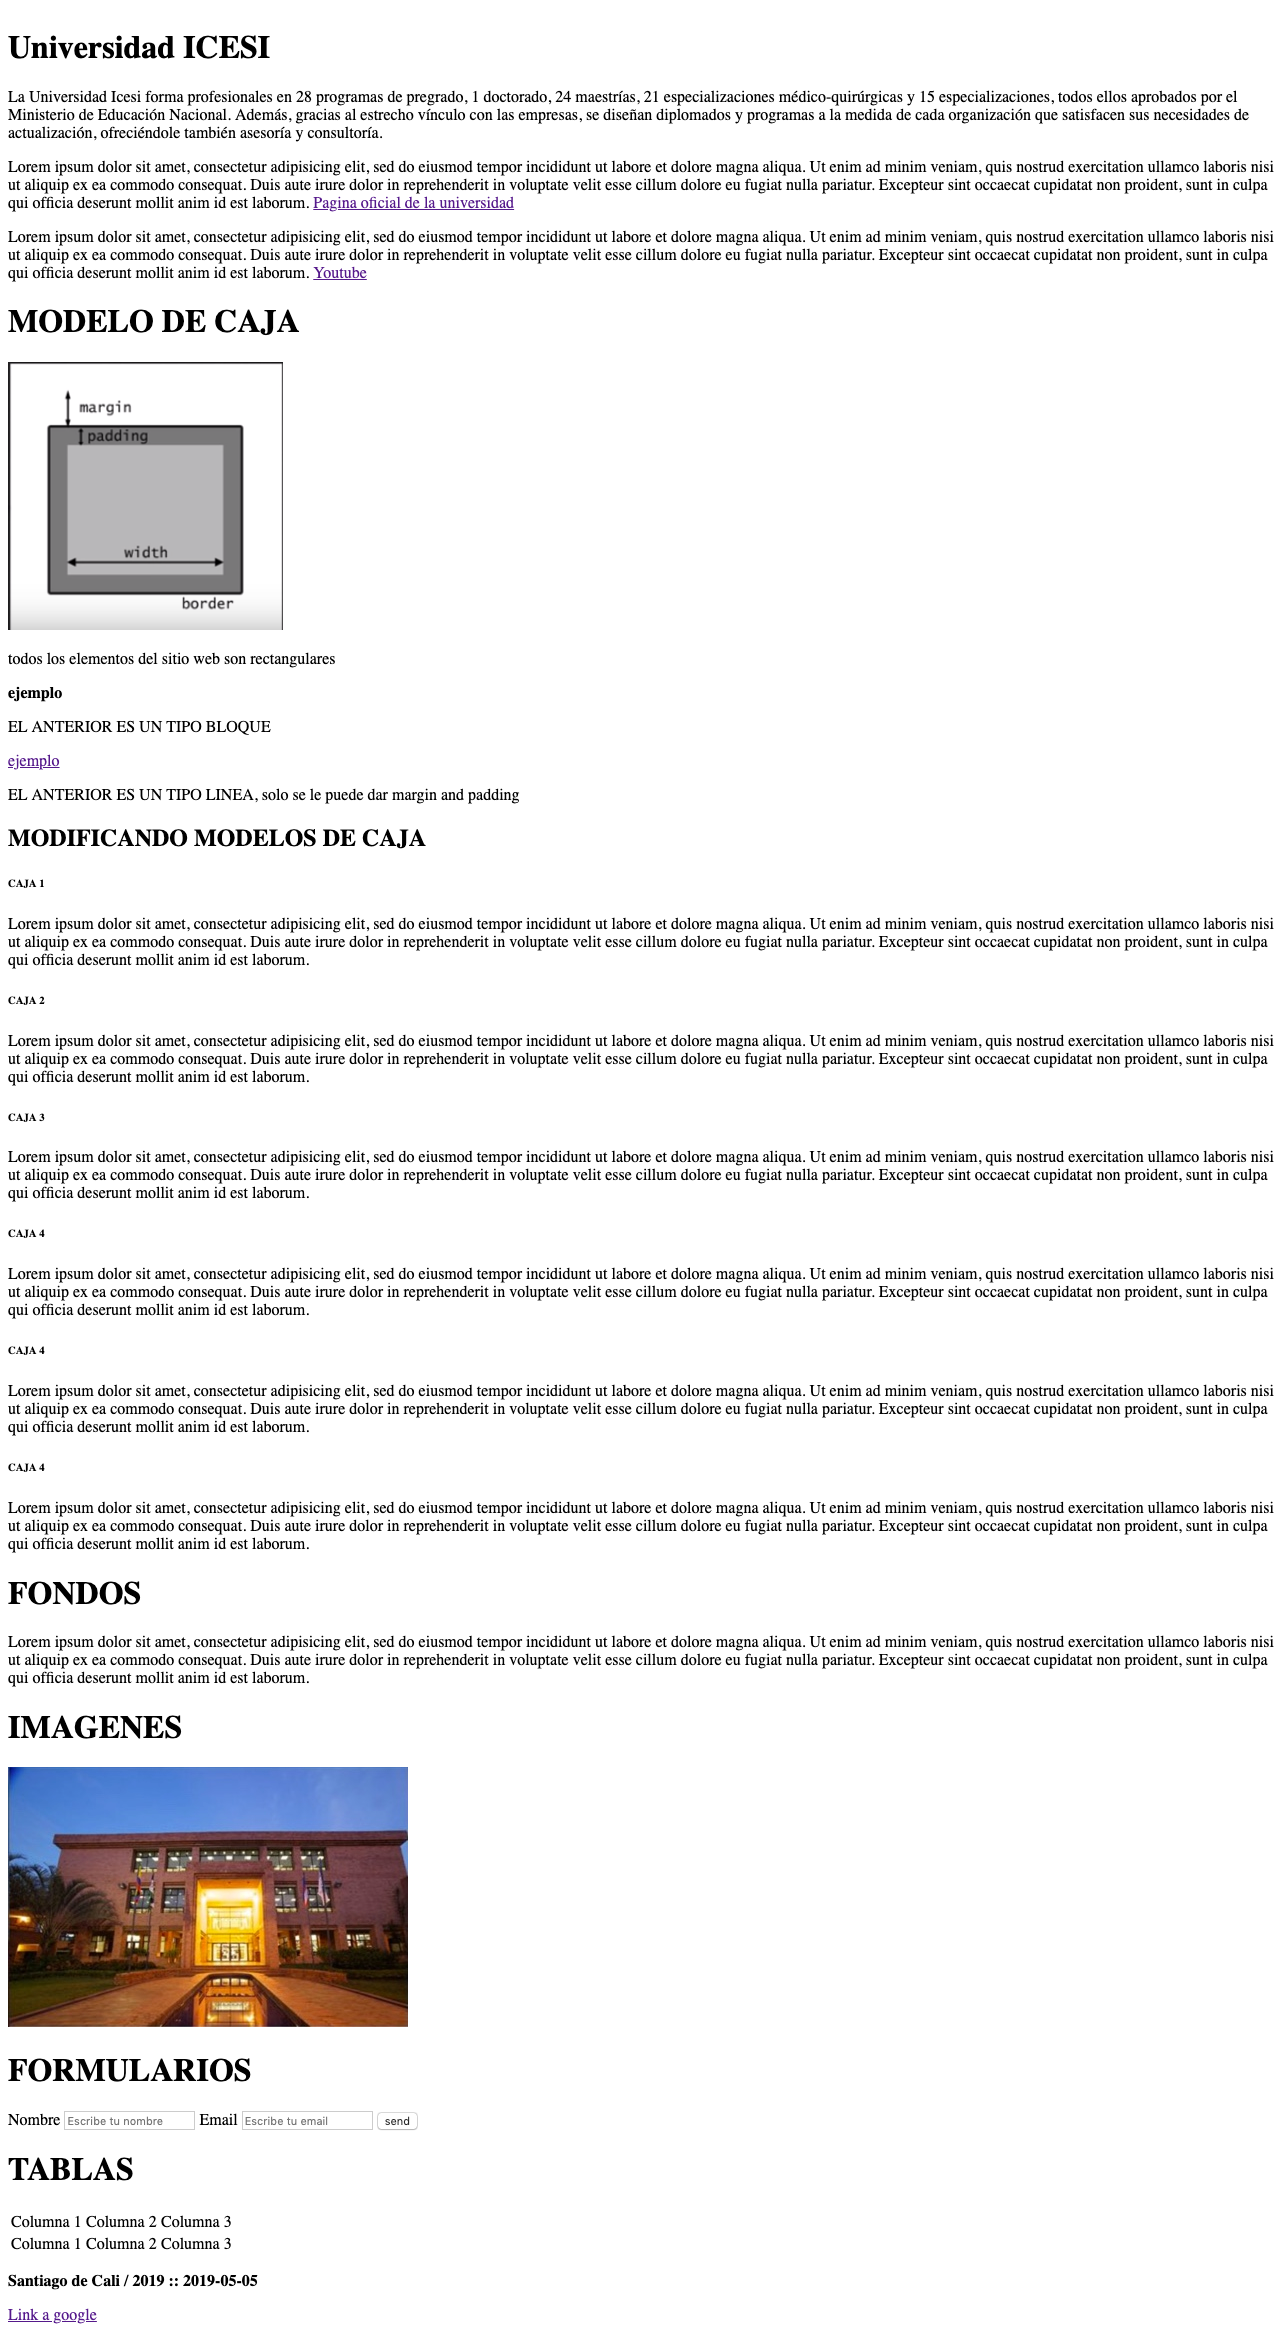 Universidad ICESI
La Universidad Icesi forma profesionales en 28 programas de pregrado, 1 doctorado, 24 maestrías, 21 especializaciones médico-quirúrgicas y 15 especializaciones, todos ellos aprobados por el
Ministerio de Educación Nacional. Además, gracias al estrecho vínculo con las empresas, se diseñan diplomados y programas a la medida de cada organización que satisfacen sus necesidades de
actualización, ofreciéndole también asesoría y consultoría.
Lorem ipsum dolor sit amet, consectetur adipisicing elit, sed do eiusmod tempor incididunt ut labore et dolore magna aliqua. Ut enim ad minim veniam, quis nostrud exercitation ullamco laboris nisi
ut aliquip ex ea commodo consequat. Duis aute irure dolor in reprehenderit in voluptate velit esse cillum dolore eu fugiat nulla pariatur. Excepteur sint occaecat cupidatat non proident, sunt in culpa
qui officia deserunt mollit anim id est laborum. Pagina oficial de la universidad
Lorem ipsum dolor sit amet, consectetur adipisicing elit, sed do eiusmod tempor incididunt ut labore et dolore magna aliqua. Ut enim ad minim veniam, quis nostrud exercitation ullamco laboris nisi
ut aliquip ex ea commodo consequat. Duis aute irure dolor in reprehenderit in voluptate velit esse cillum dolore eu fugiat nulla pariatur. Excepteur sint occaecat cupidatat non proident, sunt in culpa
qui officia deserunt mollit anim id est laborum. Youtube
MODELO DE CAJA
margin
padding
width
border
todos los elementos del sitio web son rectangulares
ejemplo
EL ANTERIOR ES UN TIPO BLOQUE
ejemplo
EL ANTERIOR ES UN TIPO LINEA, solo se le puede dar margin and padding
MODIFICANDO MODELOS DE CAJA
CAJA 1
Lorem ipsum dolor sit amet, consectetur adipisicing elit, sed do eiusmod tempor incididunt ut labore et dolore magna aliqua. Ut enim ad minim veniam, quis nostrud exercitation ullamco laboris nisi
ut aliquip ex ea commodo consequat. Duis aute irure dolor in reprehenderit in voluptate velit esse cillum dolore eu fugiat nulla pariatur. Excepteur sint occaecat cupidatat non proident, sunt in culpa
qui officia deserunt mollit anim id est laborum.
CAJA 2
Lorem ipsum dolor sit amet, consectetur adipisicing elit, sed do eiusmod tempor incididunt ut labore et dolore magna aliqua. Ut enim ad minim veniam, quis nostrud exercitation ullamco laboris nisi
ut aliquip ex ea commodo consequat. Duis aute irure dolor in reprehenderit in voluptate velit esse cillum dolore eu fugiat nulla pariatur. Excepteur sint occaecat cupidatat non proident, sunt in culpa
qui officia deserunt mollit anim id est laborum.
CAJA 3
Lorem ipsum dolor sit amet, consectetur adipisicing elit, sed do eiusmod tempor incididunt ut labore et dolore magna aliqua. Ut enim ad minim veniam, quis nostrud exercitation ullamco laboris nisi
ut aliquip ex ea commodo consequat. Duis aute irure dolor in reprehenderit in voluptate velit esse cillum dolore eu fugiat nulla pariatur. Excepteur sint occaecat cupidatat non proident, sunt in culpa
qui officia deserunt mollit anim id est laborum.
CAJA 4
Lorem ipsum dolor sit amet, consectetur adipisicing elit, sed do eiusmod tempor incididunt ut labore et dolore magna aliqua. Ut enim ad minim veniam, quis nostrud exercitation ullamco laboris nisi
ut aliquip ex ea commodo consequat. Duis aute irure dolor in reprehenderit in voluptate velit esse cillum dolore eu fugiat nulla pariatur. Excepteur sint occaecat cupidatat non proident, sunt in culpa
qui officia deserunt mollit anim id est laborum.
CAJA 4
Lorem ipsum dolor sit amet, consectetur adipisicing elit, sed do eiusmod tempor incididunt ut labore et dolore magna aliqua. Ut enim ad minim veniam, quis nostrud exercitation ullamco laboris nisi
ut aliquip ex ea commodo consequat. Duis aute irure dolor in reprehenderit in voluptate velit esse cillum dolore eu fugiat nulla pariatur. Excepteur sint occaecat cupidatat non proident, sunt in culpa
qui officia deserunt mollit anim id est laborum.
CAJA 4
Lorem ipsum dolor sit amet, consectetur adipisicing elit, sed do eiusmod tempor incididunt ut labore et dolore magna aliqua. Ut enim ad minim veniam, quis nostrud exercitation ullamco laboris nisi
ut aliquip ex ea commodo consequat. Duis aute irure dolor in reprehenderit in voluptate velit esse cillum dolore eu fugiat nulla pariatur. Excepteur sint occaecat cupidatat non proident, sunt in culpa
qui officia deserunt mollit anim id est laborum.
FONDOS
Lorem ipsum dolor sit amet, consectetur adipisicing elit, sed do eiusmod tempor incididunt ut labore et dolore magna aliqua. Ut enim ad minim veniam, quis nostrud exercitation ullamco laboris nisi
ut aliquip ex ea commodo consequat. Duis aute irure dolor in reprehenderit in voluptate velit esse cillum dolore eu fugiat nulla pariatur. Excepteur sint occaecat cupidatat non proident, sunt in culpa
qui officia deserunt mollit anim id est laborum.
IMAGENES
FORMULARIOS
Nombre Escribe tu nombre Email Escribe tu email send
TABLAS
Columna 1 Columna 2 Columna 3
Columna 1 Columna 2 Columna 3
Santiago de Cali / 2019 :: 2019-05-05
Link a google